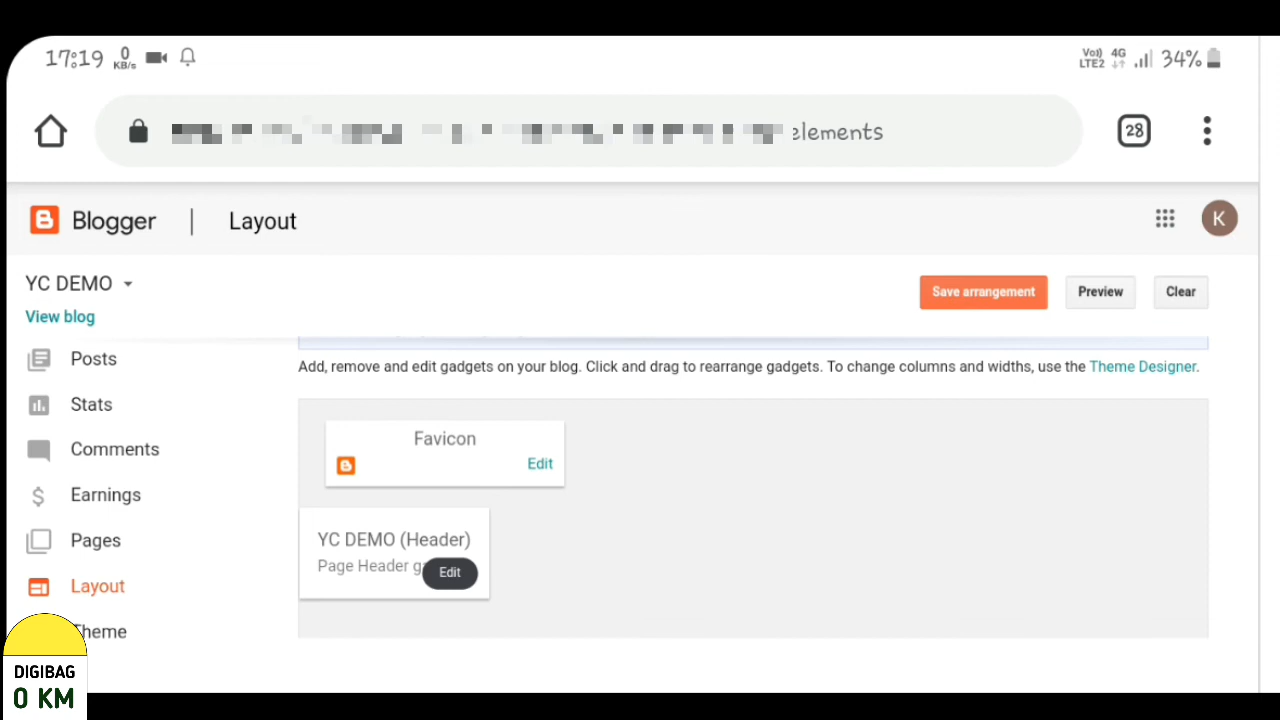 17:19 0 KB/s Vo)) LTE2 4G 34%
elements 28
Blogger | Layout K
YC DEMO
Save arrangement Preview Clear
View blog
Posts
Add, remove and edit gadgets on your blog. Click and drag to rearrange gadgets. To change columns and widths, use the Theme Designer.
Stats
Favicon
Comments
Edit
Earnings
Pages
YC DEMO (Header)
Page Header g
Edit
Layout
Theme
DIGIBAG
0 KM